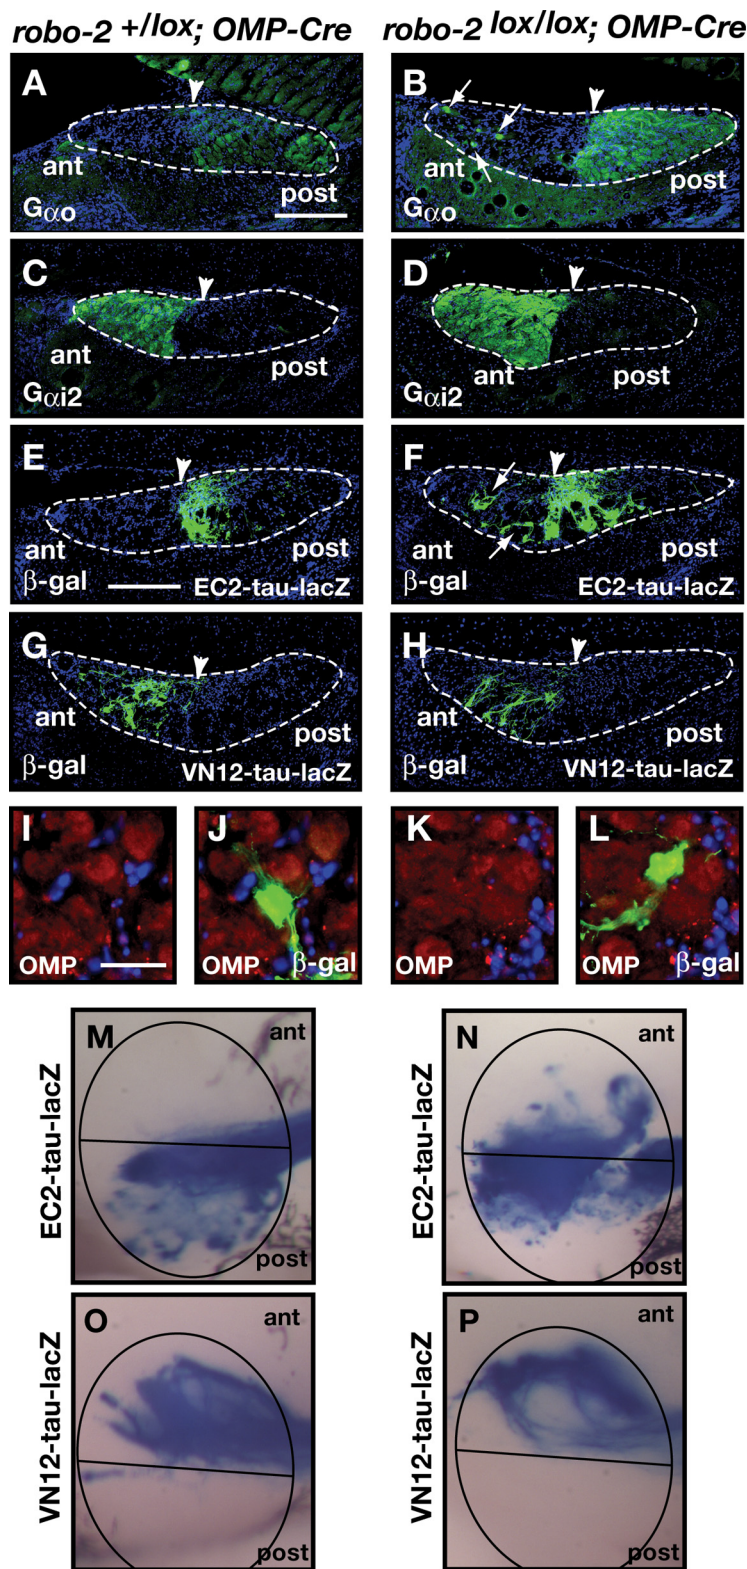 robo-2 +/lox; OMP-Cre
robo-2 lox/lox; OMP-Cre
A
ant
post
Gαo
B
ant
post
Gαo
C
ant
post
Gαi2
D
ant
post
Gαi2
E
ant
post
β-gal
EC2-tau-lacZ
F
ant
post
β-gal
EC2-tau-lacZ
G
ant
post
β-gal
VN12-tau-lacZ
H
ant
post
β-gal
VN12-tau-lacZ
I
OMP
J
OMP
β-gal
K
OMP
L
OMP
β-gal
EC2-tau-lacZ
M
ant
post
EC2-tau-lacZ
N
ant
post
VN12-tau-lacZ
O
ant
post
VN12-tau-lacZ
P
ant
post